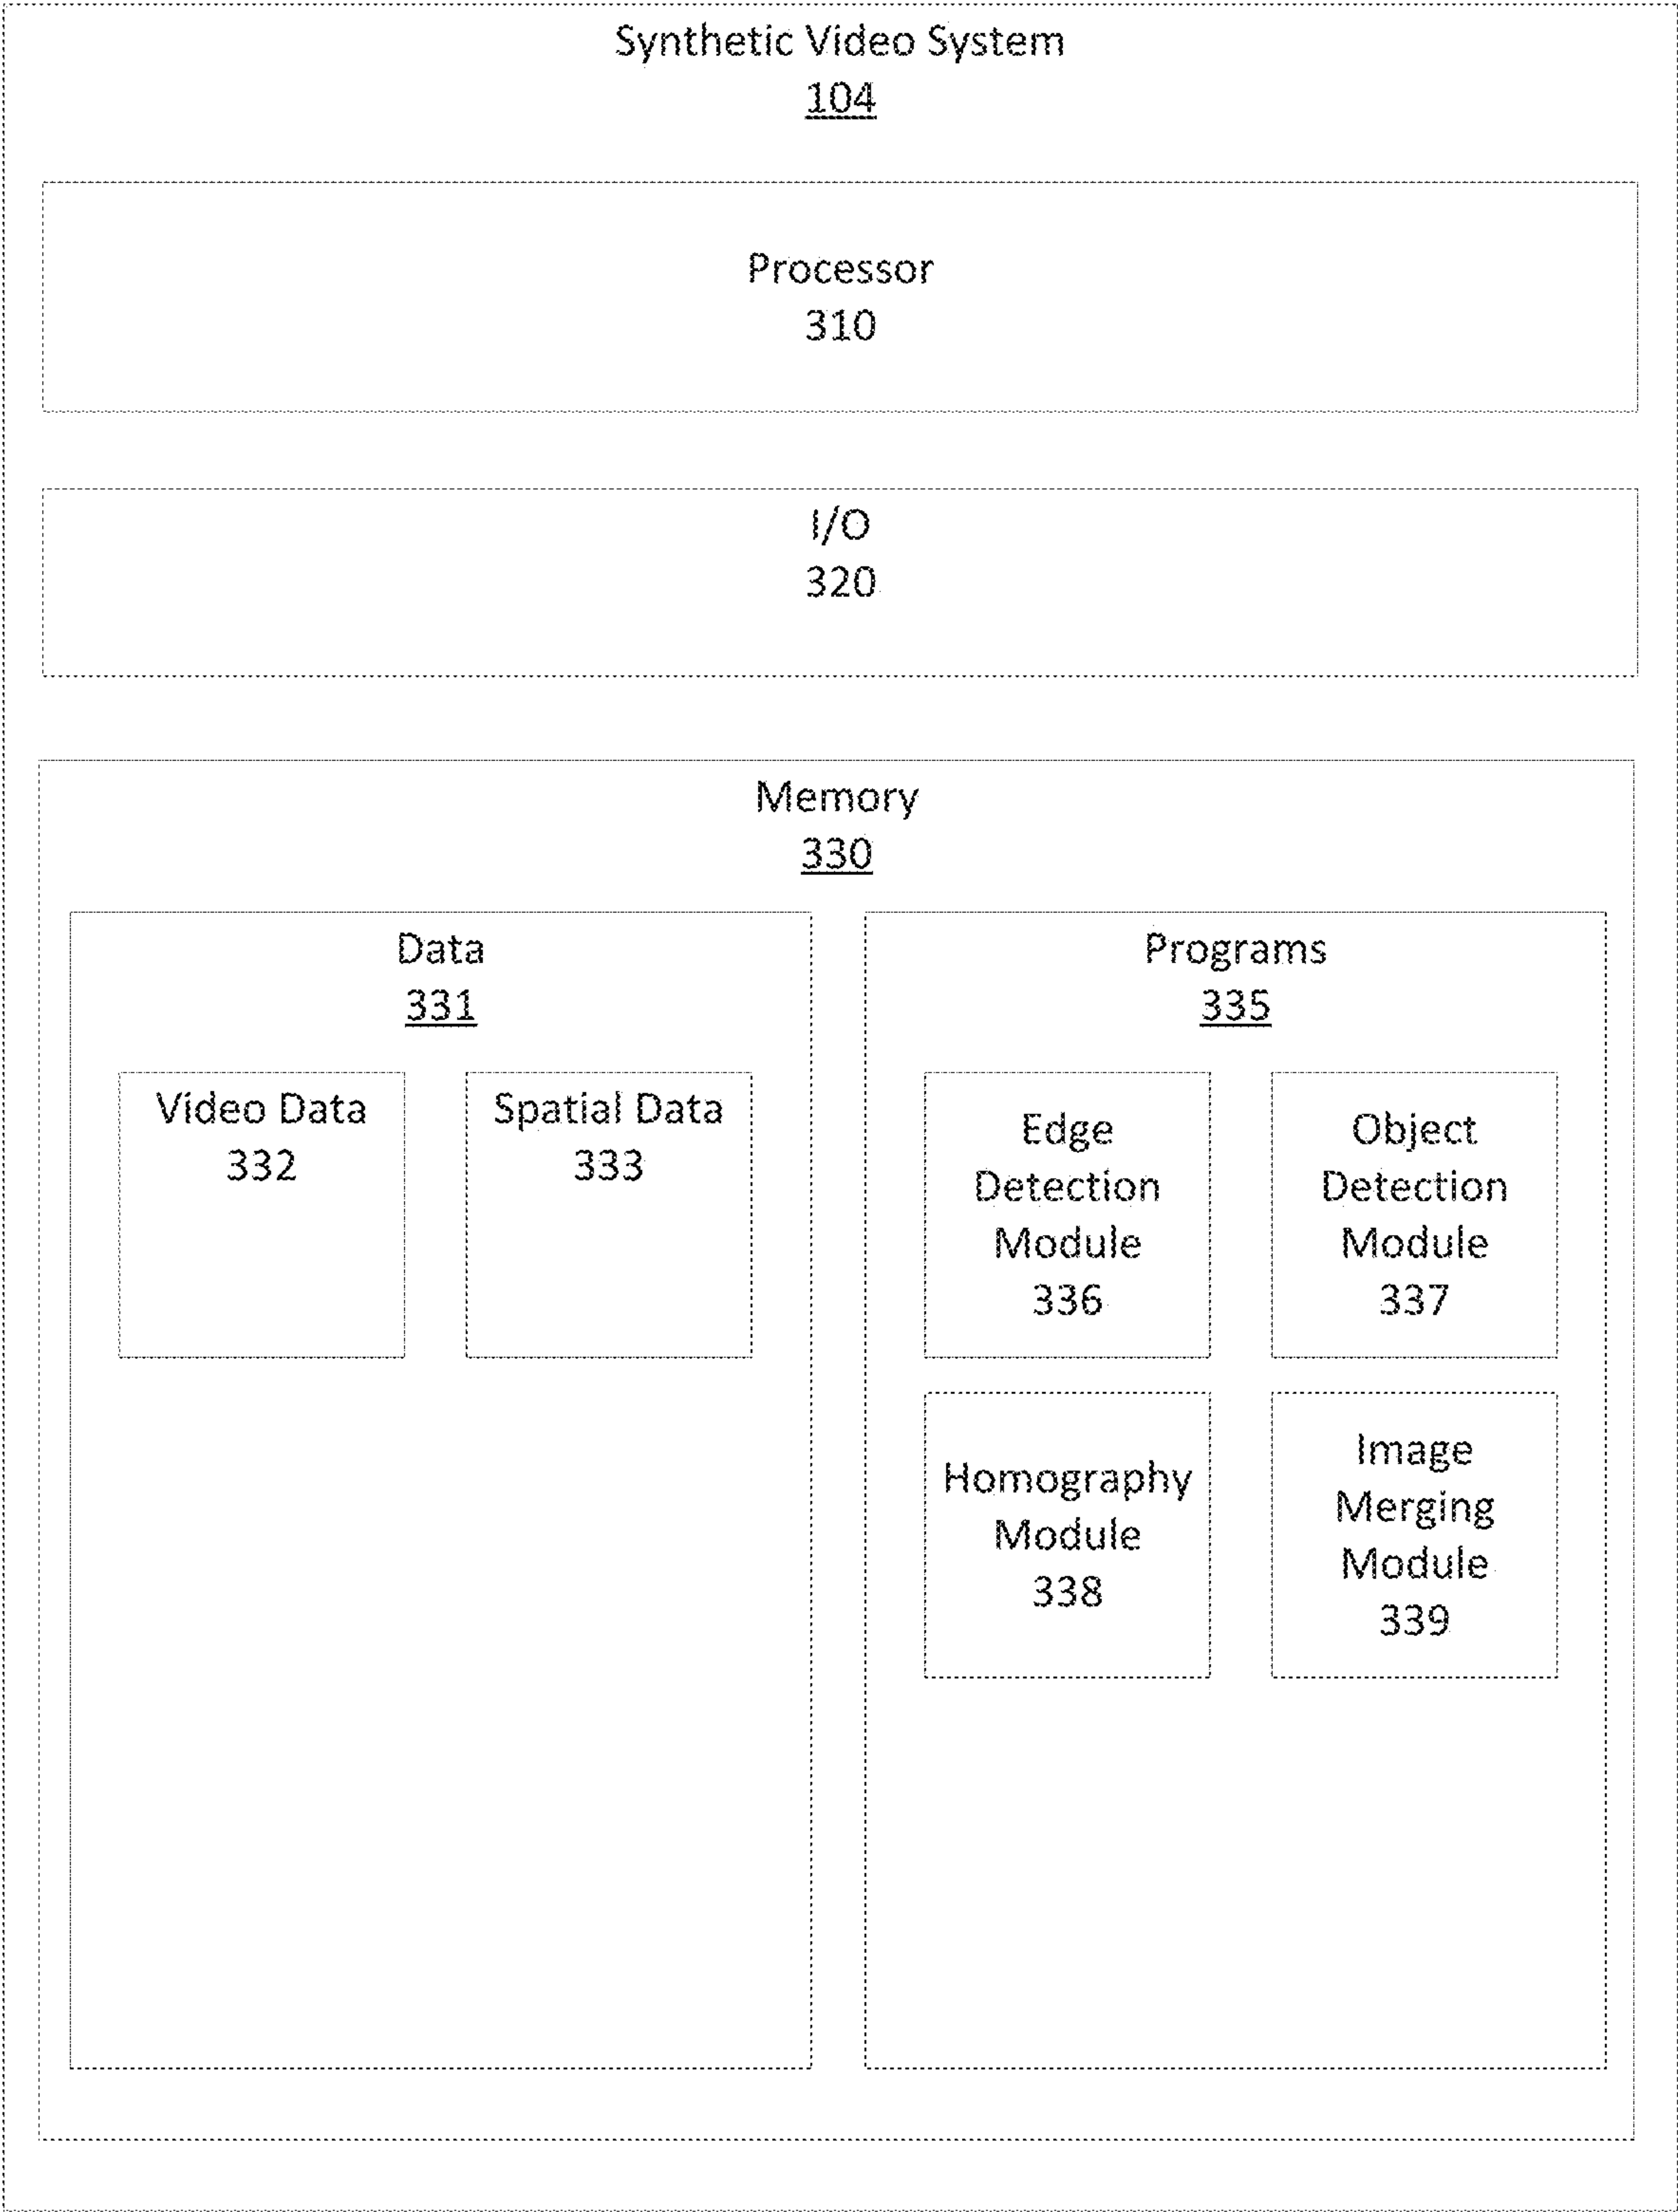 Synthetic Video System
104
Processor
310
I/O
320
Memory
330
Data
331
Video Data
332
Spatial Data
333
Programs
335
Edge
Detection
Module
336
Object
Detection
Module
337
Homography
Module
338
Image
Merging
Module
339